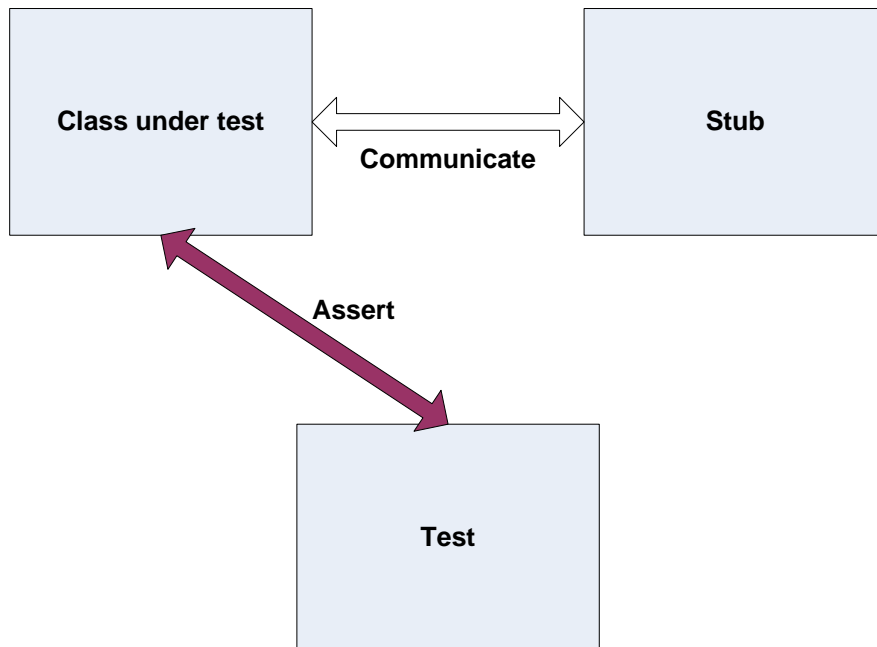 Class under test
Stub
Communicate
Assert
Test